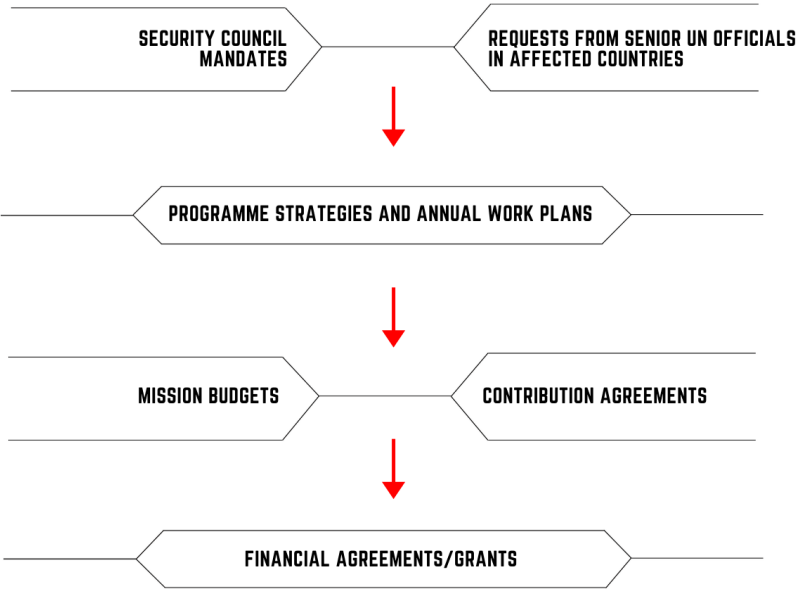 SECURITY COUNCIL
MANDATES
REQUESTS FROM SENIOR UN OFFICIALS
IN AFFECTED COUNTRIES
PROGRAMME STRATEGIES AND ANNUAL WORK PLANS
MISSION BUDGETS
CONTRIBUTION AGREEMENTS
FINANCIAL AGREEMENTS/GRANTS